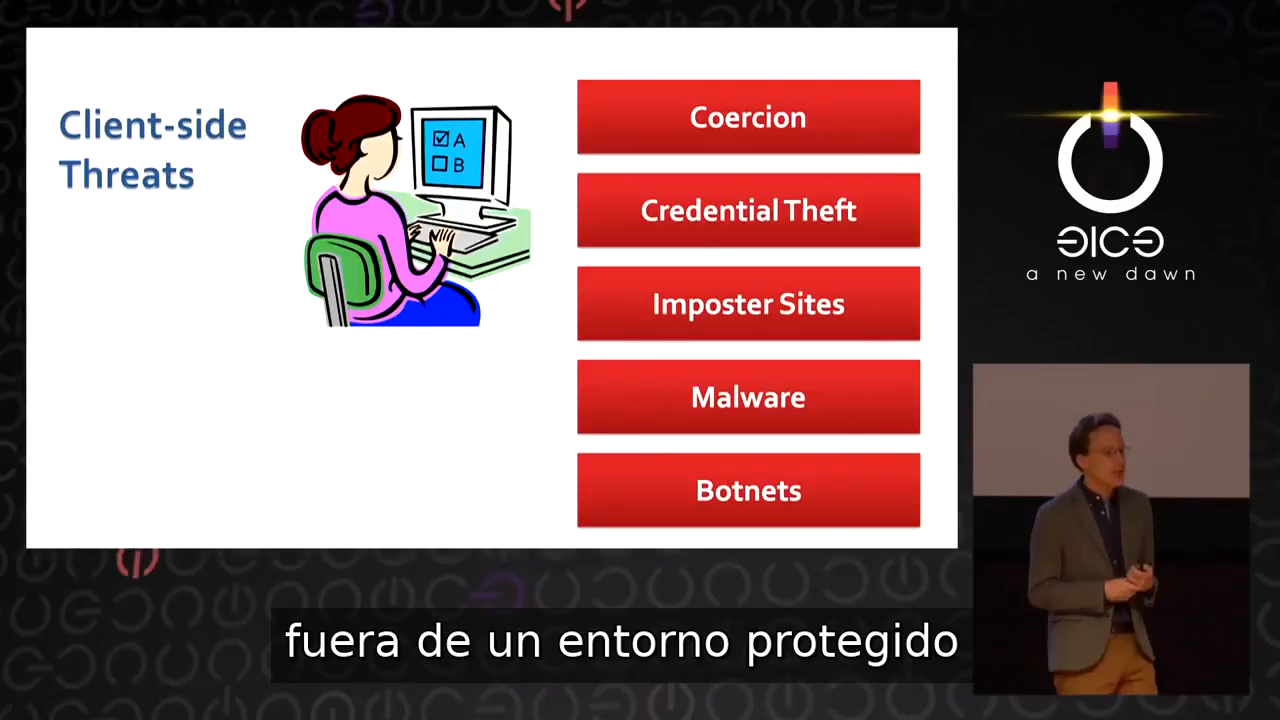 Client-side
Threats
A
B
Coercion
Credential Theft
Imposter Sites
Malware
Botnets
a new dawn
fuera de un entorno protegido